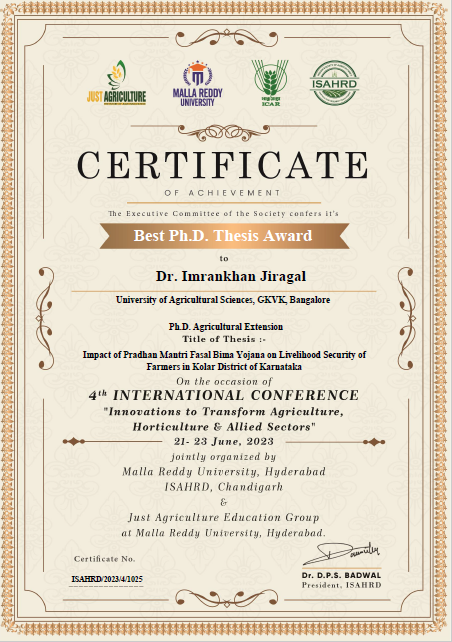 JUST AGRICULTURE
MALLA REDDY
UNIVERSITY
ICAR
ISAHRD
CERTIFICATE
OF ACHIEVEMENT
The Executive Committee of the Society confers it's
Best Ph.D. Thesis Award
to
Dr. Imrankhan Jiragal
University of Agricultural Sciences, GKVK, Bangalore
Ph.D. Agricultural Extension
Title of Thesis :-
Impact of Pradhan Mantri Fasal Bima Yojana on Livelihood Security of
Farmers in Kolar District of Karnataka
On the occasion of
4th INTERNATIONAL CONFERENCE
"Innovations to Transform Agriculture,
Horticulture & Allied Sectors"
21- 23 June, 2023
jointly organized by
Malla Reddy University, Hyderabad
ISAHRD, Chandigarh
&
Just Agriculture Education Group
at Malla Reddy University, Hyderabad.
Certificate No.
ISAHRD/2023/4/1025
Dr. D.P.S. BADWAL
President, ISAHRD